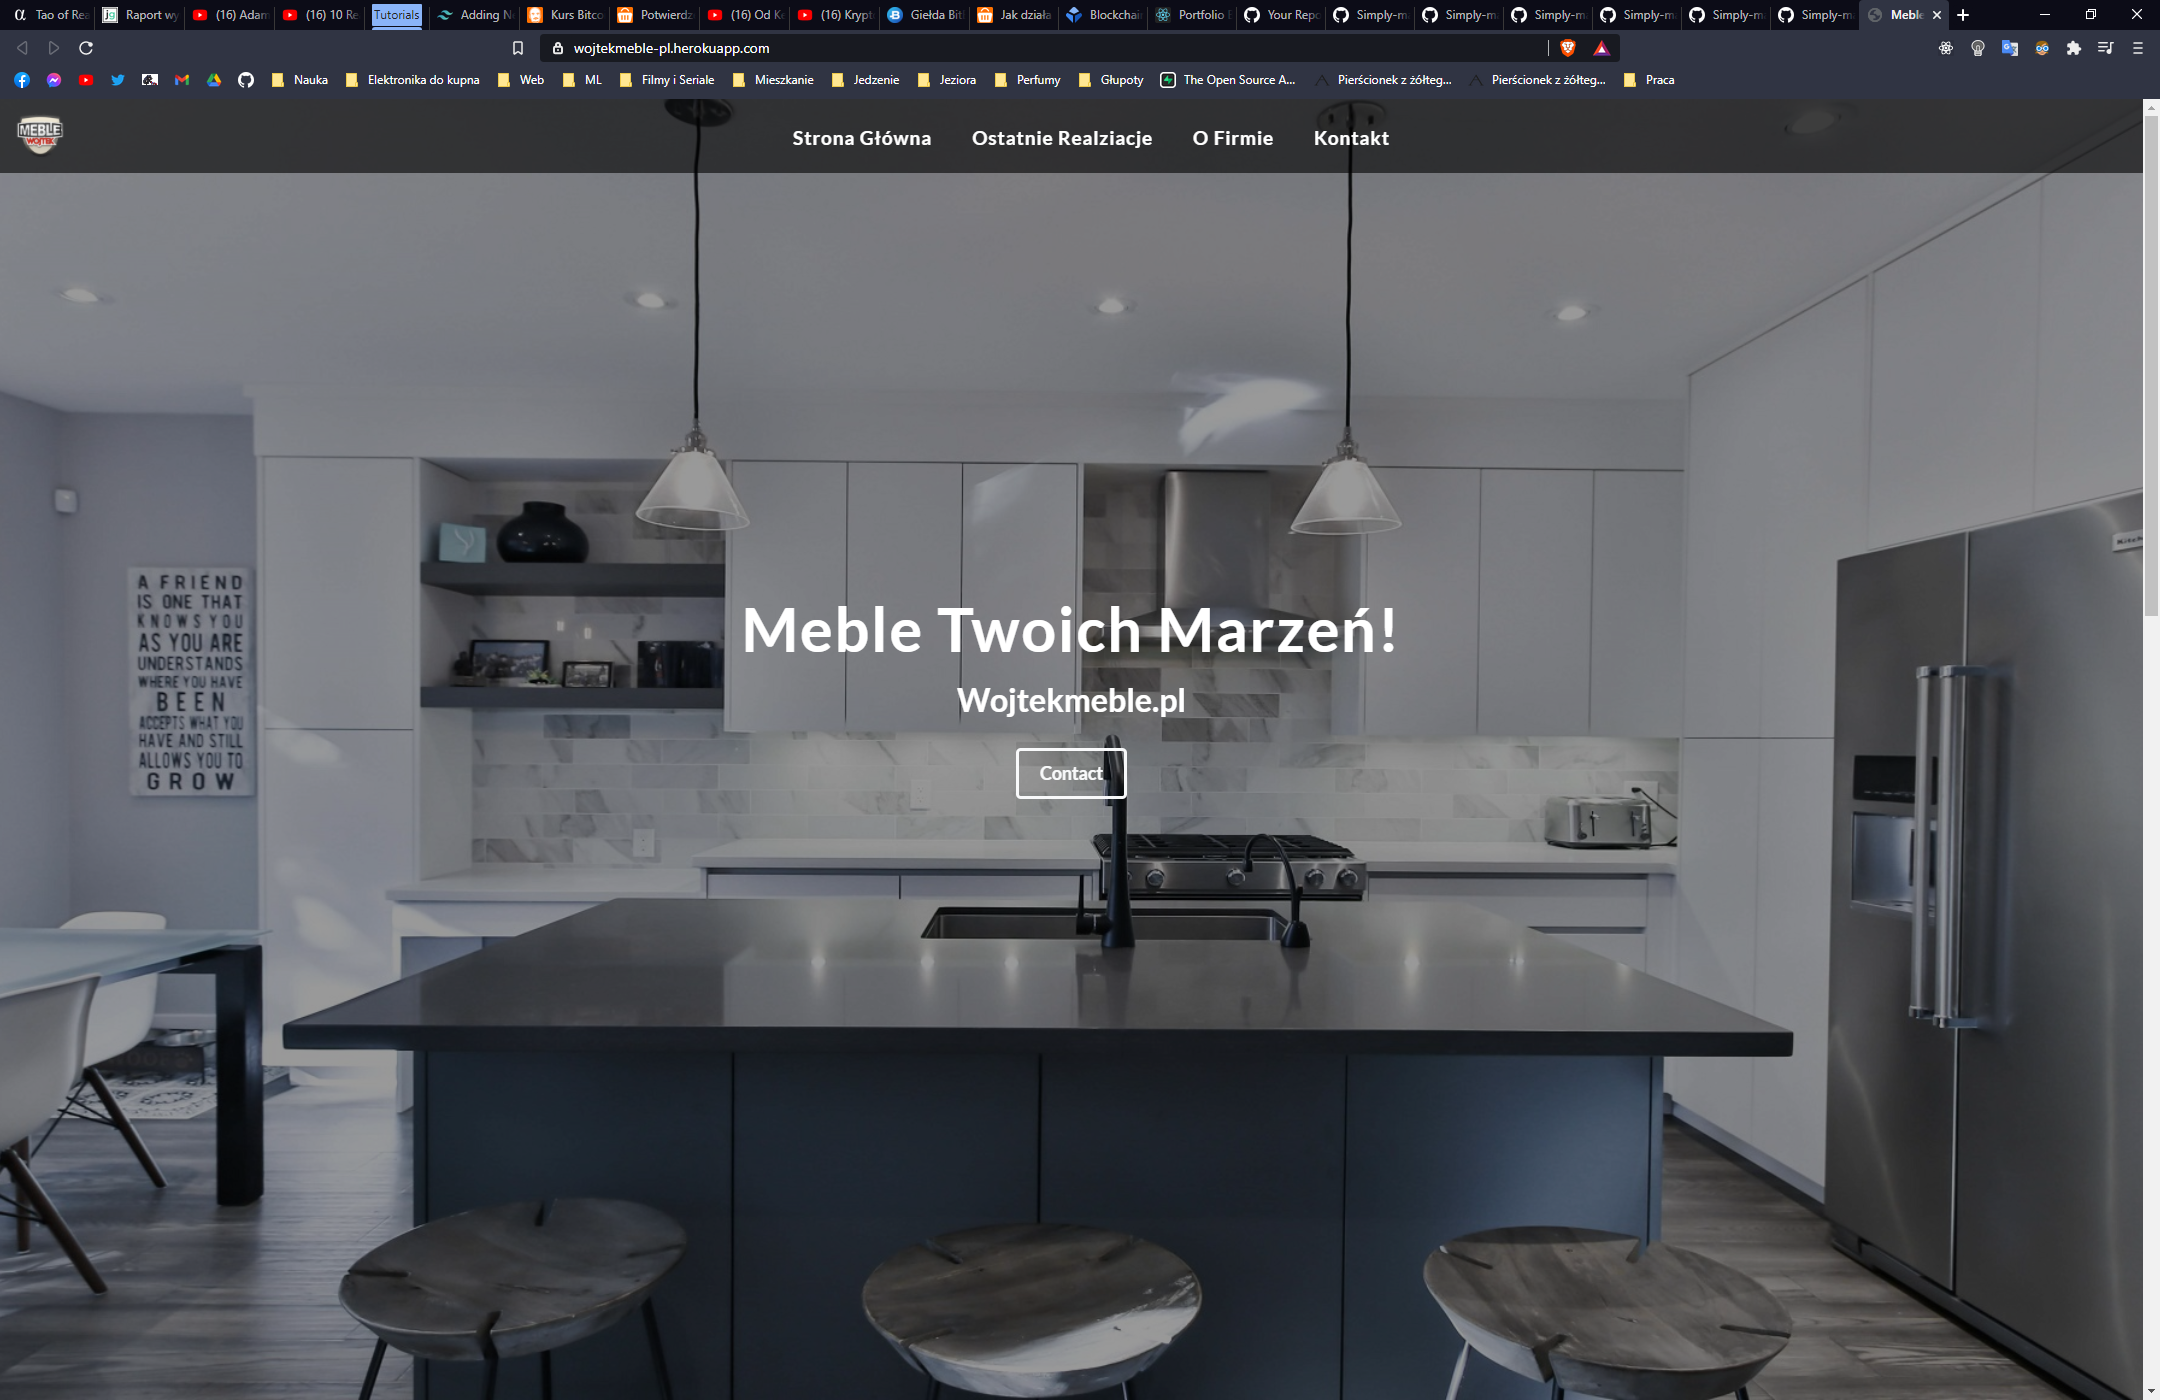 Tao of Rea
Raport wy
(16) Adam
(16) 10 Re
Tutorials
Adding N
Kurs Bitco
Potwierdz
(16) Od K
(16) Krypt
Giełda Bit
Jak działa
Blockchai
Portfolio
Your Repo
Simply-m
Simply-m
Simply-m
Simply-m
Simply-m
Simply-m
Meble
wojtekmeble-pl.herokuapp.com
Nauka
Elektronika do kupna
Web
ML
Filmy i Seriale
Mieszkanie
Jedzenie
Jeziora
Perfumy
Głupoty
The Open Source A...
Pierścionek z żółteg...
Pierścionek z żółteg...
Praca
MEBLE
WOJTEK
Strona Główna
Ostatnie Realziacje
O Firmie
Kontakt
A FRIEND
IS ONE THAT
KNOWS YOU
AS YOU ARE
UNDERSTANDS
WHERE YOU HAVE
BEEN
ACCEPTS WHAT YOU
HAVE AND STILL
ALLOWS YOU TO
GROW
Meble Twoich Marzeń!
Wojtekmeble.pl
Contact